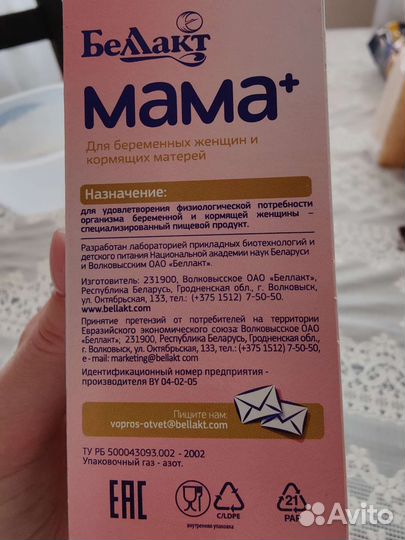 Беллакт
мама+
Для беременных женщин и
кормящих матерей
Назначение:
для удовлетворения физиологической потребности
организма беременной и кормящей женщины –
специализированный пищевой продукт.
Разработан лабораторией прикладных биотехнологий и
детского питания Национальной академии наук Беларуси
и Волковысским ОАО «Беллакт».
Изготовитель: 231900, Волковысское ОАО «Беллакт»,
Республика Беларусь, Гродненская обл., г. Волковыск,
ул. Октябрьская, 133, тел.: (+375 1512) 7-50-50.
www.bellakt.com
Принятие претензий от потребителей на территории
Евразийского экономического союза: Волковысское ОАО
«Беллакт»; 231900, РБ, Гродненская обл.,
г. Волковыск, ул. Октябрьская, 133, тел.: (+375 1512) 7-50-50,
e-mail: marketing@bellakt.com
Идентификационный номер предприятия -
производителя BY 04-02-05
Пишите нам:
vopros-otvet@bellakt.com
ТУ РБ 500043093.002 - 2002
Упаковочный газ - азот.
EAC
внутренняя упаковка
C/LDPE
21
PAP
Avito